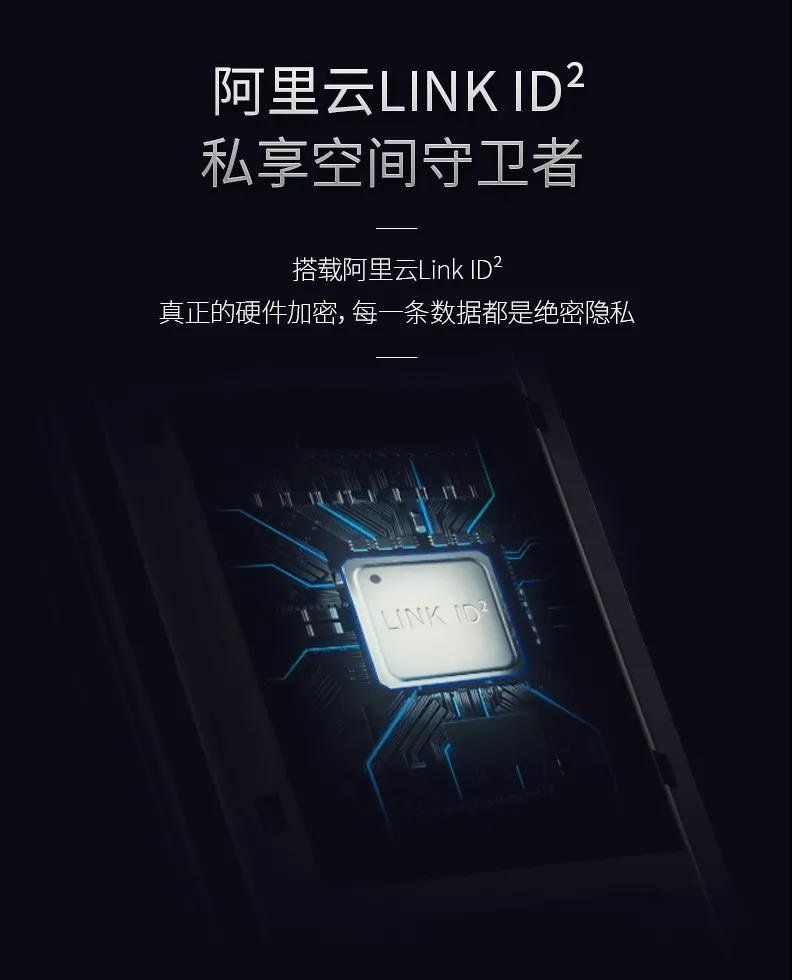 阿里云LINK ID²
私享空间守卫者
搭载阿里云Link ID²
真正的硬件加密，每一条数据都是绝密隐私
LINK ID²